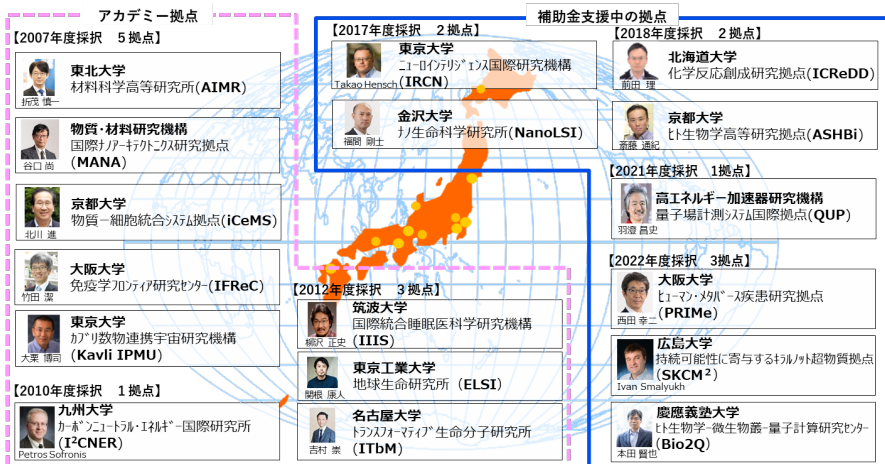 アカデミー拠点
【2007年度採択 5拠点】
東北大学
材料科学高等研究所(AIMR)
折茂 慎一
物質・材料研究機構
国際ﾅﾉｱｰｷﾃｸﾄﾆｸｽ研究拠点
(MANA)
谷口 尚
京都大学
物質－細胞統合システム拠点(iCeMS)
北川 進
大阪大学
免疫学ﾌﾛﾝﾃｨｱ研究ｾﾝﾀｰ(IFReC)
竹田 潔
東京大学
ｶﾌﾞﾘ数物連携宇宙研究機構
(Kavli IPMU)
大栗 博司
【2010年度採択 1拠点】
九州大学
ｶｰﾎﾞﾝﾆｭｰﾄﾗﾙ・ｴﾈﾙｷﾞｰ国際研究所
(I²CNER)
Petros Sofronis
【2012年度採択 3拠点】
筑波大学
国際統合睡眠医科学研究機構
(IIIS)
柳沢 正史
東京工業大学
地球生命研究所 (ELSI)
関根 康人
名古屋大学
ﾄﾗﾝｽﾌｫｰﾏﾃｨﾌﾞ生命分子研究所
(ITbM)
吉村 崇
補助金支援中の拠点
【2017年度採択 2拠点】
東京大学
ﾆｭｰﾛｲﾝﾃﾘｼﾞｪﾝｽ国際研究機構
(IRCN)
Takao Hensch
金沢大学
ﾅﾉ生命科学研究所(NanoLSI)
福間 剛士
【2018年度採択 2拠点】
北海道大学
化学反応創成研究拠点(ICReDD)
前田 理
京都大学
ﾋﾄ生物学高等研究拠点(ASHBi)
斎藤 通紀
【2021年度採択 1拠点】
高エネルギー加速器研究機構
量子場計測システム国際拠点(QUP)
羽澄 昌史
【2022年度採択 3拠点】
大阪大学
ﾋｭｰﾏﾝ・ﾒﾀﾊﾞｰｽ疾患研究拠点
(PRIMe)
西田 幸二
広島大学
持続可能性に寄与するｷﾗﾙﾉｯﾄ超物質拠点
(SKCM²)
Ivan Smalyukh
慶應義塾大学
ﾋﾄ生物学-微生物叢-量子計算研究ｾﾝﾀｰ
(Bio2Q)
本田 賢也